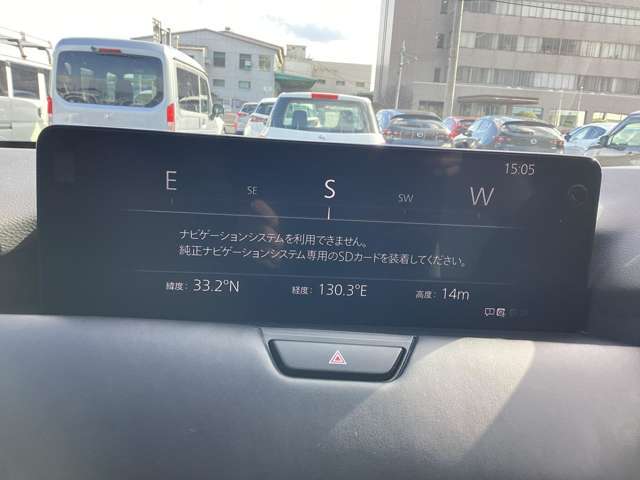 15:05
E SE S SW W
ナビゲーションシステムを利用できません。
純正ナビゲーションシステム専用のSDカードを装着してください。
緯度: 33.2°N 経度: 130.3°E 高度: 14m